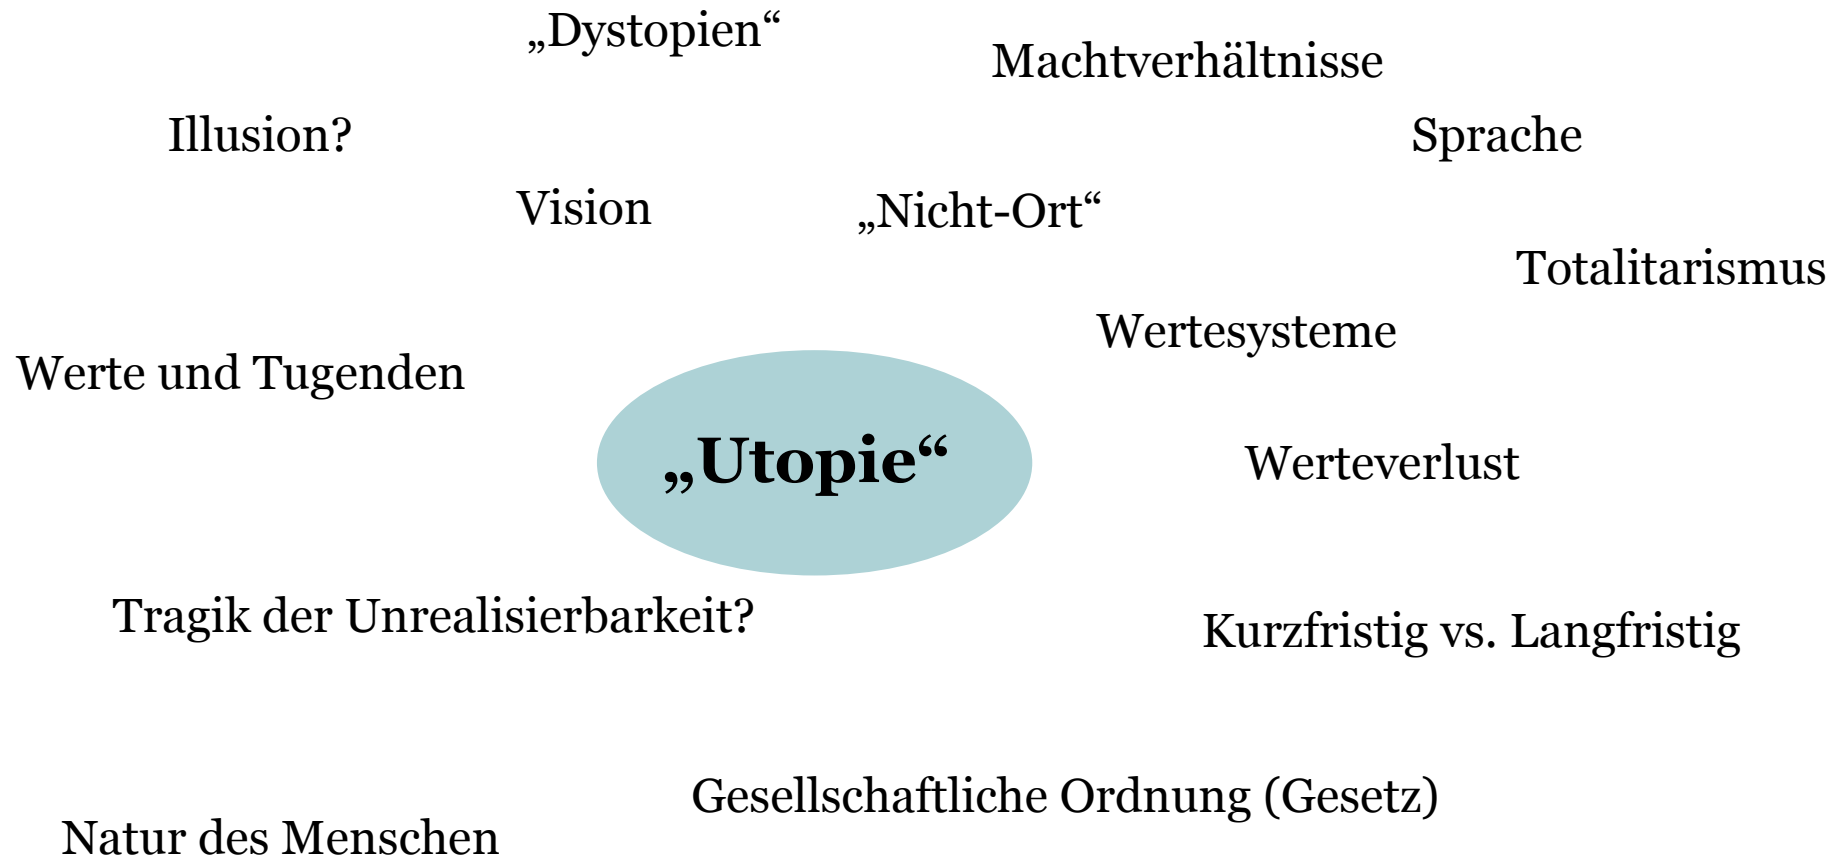 „Dystopien“
Machtverhältnisse
Illusion?
Sprache
Vision
„Nicht-Ort“
Totalitarismus
Wertesysteme
Werte und Tugenden
„Utopie“
Werteverlust
Tragik der Unrealisierbarkeit?
Kurzfristig vs. Langfristig
Gesellschaftliche Ordnung (Gesetz)
Natur des Menschen